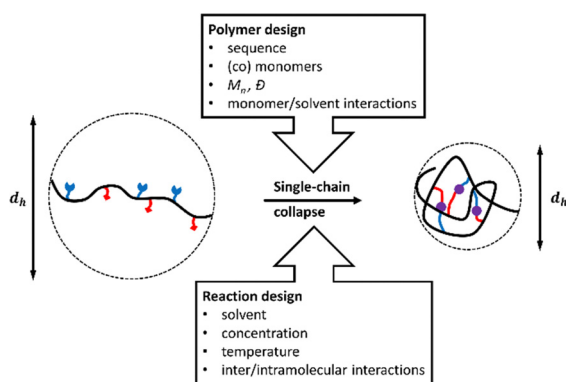 Polymer design
• sequence
• (co) monomers
• Mn, Đ
• monomer/solvent interactions
dh
Single-chain
collapse
dh
Reaction design
• solvent
• concentration
• temperature
• inter/intramolecular interactions